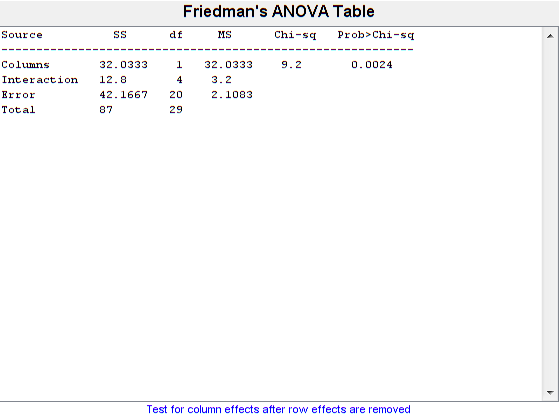 Friedman's ANOVA Table
Source SS df MS Chi-sq Prob>Chi-sq
----------------------------------------------------------
Columns 32.0333 1 32.0333 9.2 0.0024
Interaction 12.8 4 3.2
Error 42.1667 20 2.1083
Total 87 29
Test for column effects after row effects are removed